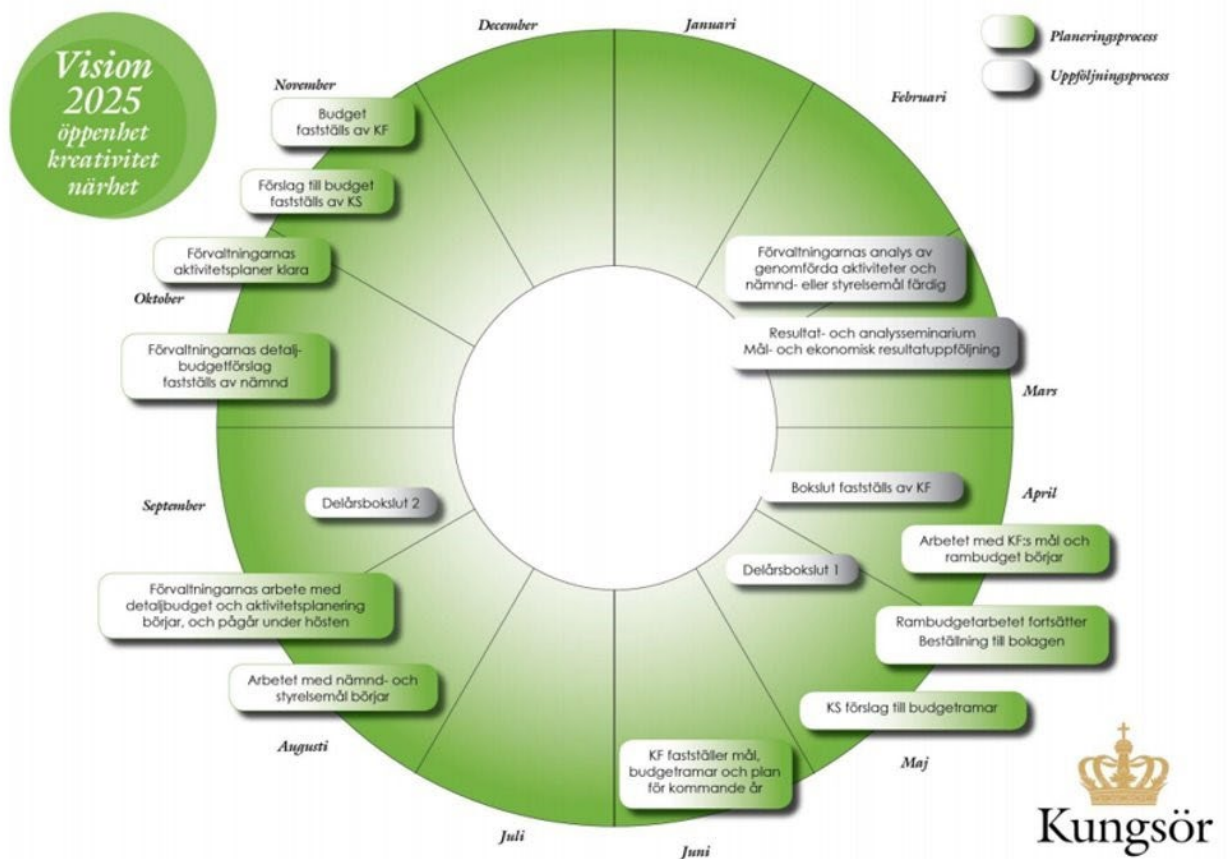 Vision
2025
öppenhet
kreativitet
närhet
December
Januari
Februari
Mars
April
Maj
Juni
Juli
Augusti
September
Oktober
November
Planeringsprocess
Uppföljningsprocess
Förvaltningarnas analys av
genomförda aktiviteter och
nämnd- eller styrelsemål färdig
Resultat- och analysseminarium
Mål- och ekonomisk resultatuppföljning
Bokslut fastställs av KF
Arbetet med KF:s mål och
rambudget börjar
Delårsbokslut 1
Rambudgetarbetet fortsätter
Beställning till bolagen
KS förslag till budgetramar
KF fastställer mål,
budgetramar och plan
för kommande år
Arbetet med nämnd- och
styrelsemål börjar
Förvaltningarnas arbete med
detaljbudget och aktivitetsplanering
börjar, och pågår under hösten
Delårsbokslut 2
Förvaltningarnas detalj-
budgetförslag
fastställs av nämnd
Förvaltningarnas
aktivitetsplaner klara
Förslag till budget
fastställs av KS
Budget
fastställs av KF
Kungsör